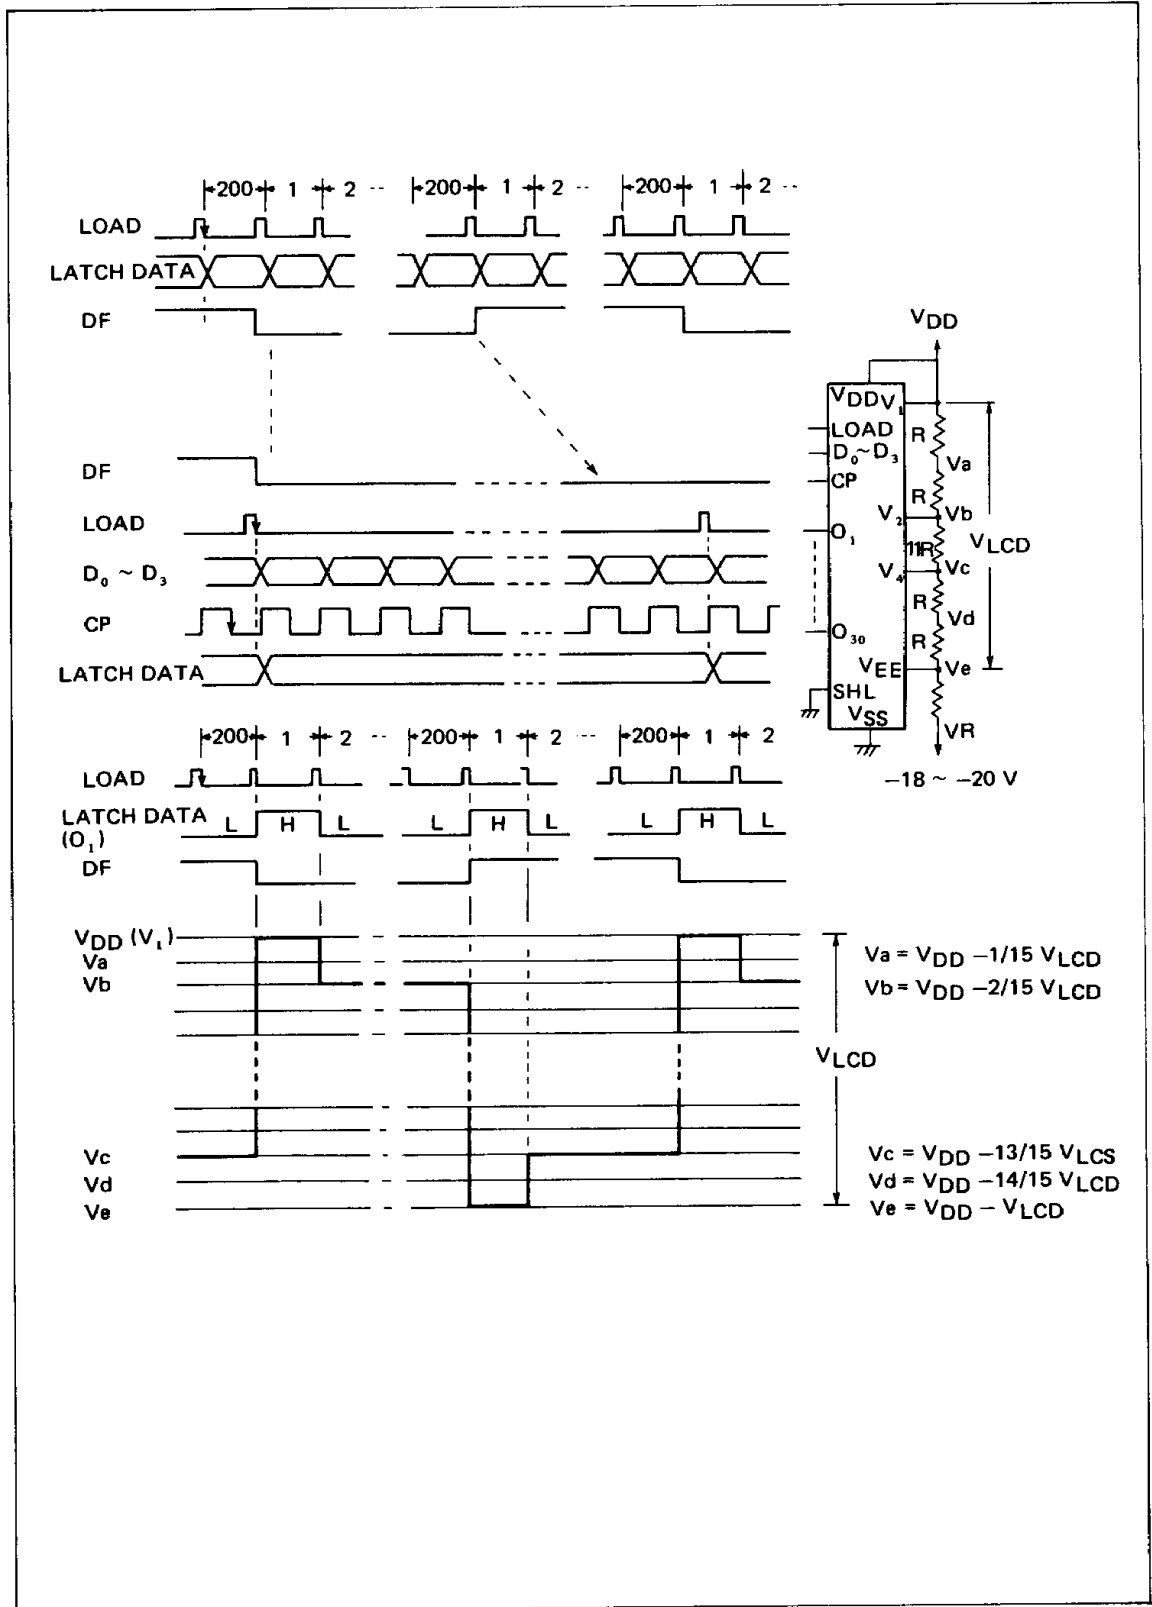 200 1 2 -- 200 1 2 -- 200 1 2 --
LOAD
LATCH DATA
DF
VDD
VDD V1
LOAD R
D0~D3 Va
DF
CP R
V2 Vb
LOAD
O1 11R VLCD
V4 Vc
D0 ~ D3
R Vd
CP
O30 R
VEE Ve
LATCH DATA
SHL
VSS
VR
200 1 2 -- 200 1 2 -- 200 1 2
LOAD
-18 ~ -20 V
LATCH DATA
(O1)
L H L L H L L H L
DF
VDD (V1)
Va
Va = VDD -1/15 VLCD
Vb
Vb = VDD -2/15 VLCD
VLCD
Vc
Vc = VDD -13/15 VLCS
Vd
Vd = VDD -14/15 VLCD
Ve
Ve = VDD - VLCD